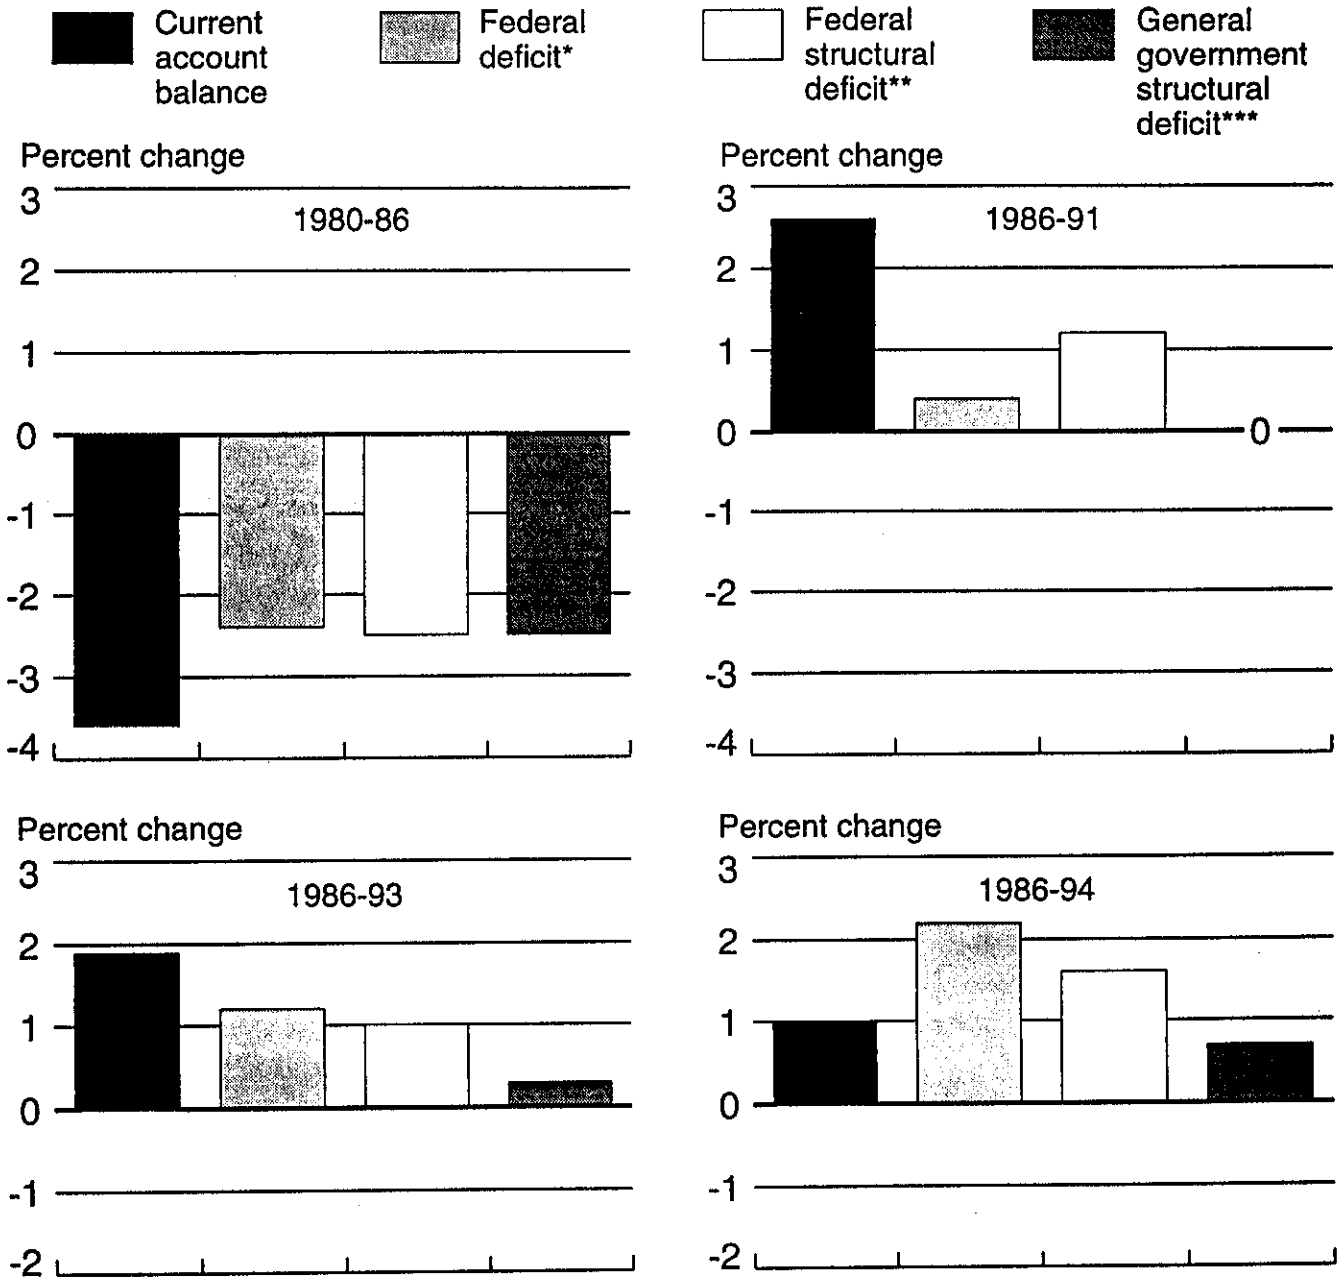 Current
account
balance
Federal
deficit*
Federal
structural
deficit**
General
government
structural
deficit***
Percent change
3
1980-86
2
1
0
-1
-2
-3
-4
Percent change
3
1986-91
2
1
0
0
-1
-2
-3
-4
Percent change
3
1986-93
2
1
0
-1
-2
Percent change
3
1986-94
2
1
0
-1
-2